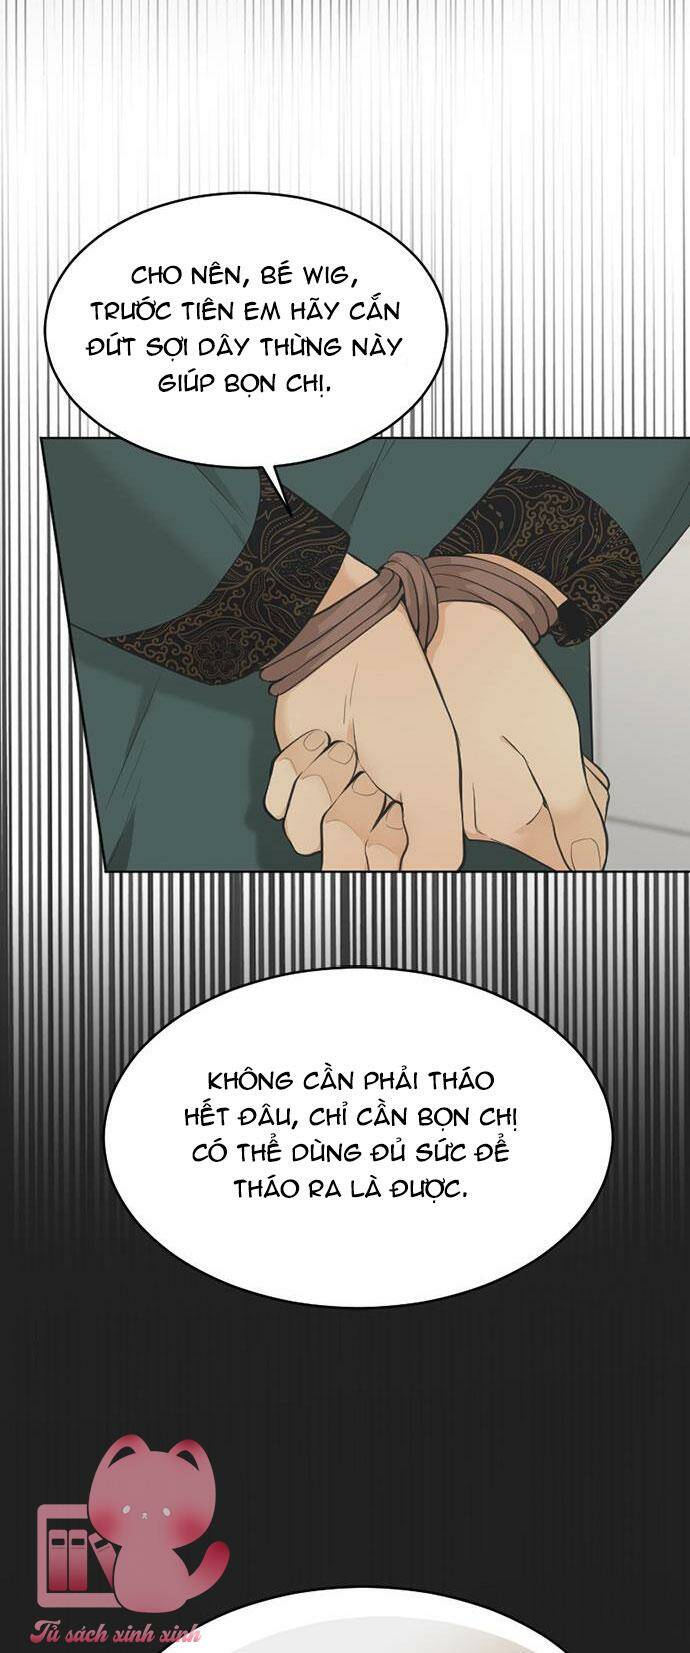 CHO NÊN, BÉ WIG,
TRƯỚC TIÊN EM HÃY CẮN
ĐỨT SỢI DÂY THỪNG NÀY
GIÚP BỌN CHỊ.
KHÔNG CẦN PHẢI THÁO
HẾT ĐÂU, CHỈ CẦN BỌN CHỊ
CÓ THỂ DÙNG ĐỦ SỨC ĐỂ
THÁO RA LÀ ĐƯỢC.
Tủ sách xinh xinh